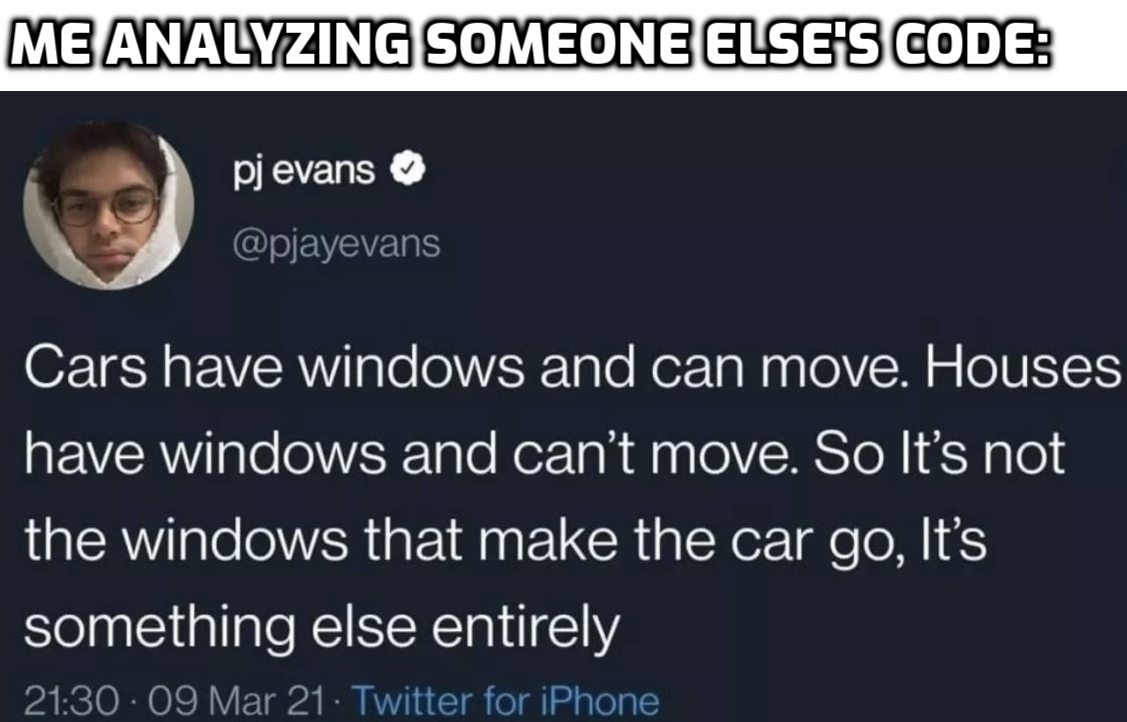 ME ANALYZING SOMEONE ELSE'S CODE:
pj evans
@pjayevans
Cars have windows and can move. Houses
have windows and can’t move. So It’s not
the windows that make the car go, It’s
something else entirely
21:30 · 09 Mar 21 · Twitter for iPhone